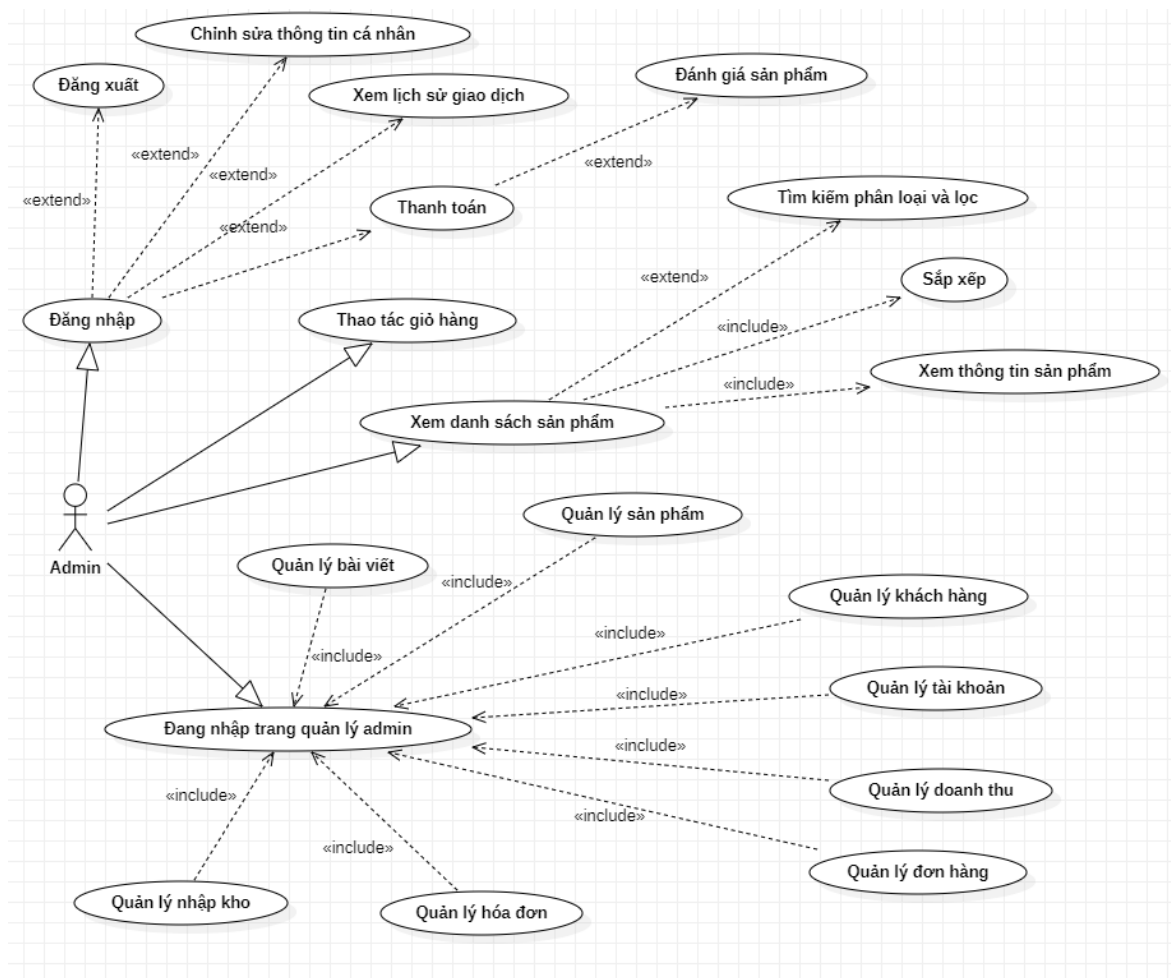 Chỉnh sửa thông tin cá nhân
Đăng xuất
Xem lịch sử giao dịch
Đánh giá sản phẩm
«extend»
«extend»
«extend»
«extend»
«extend»
Thanh toán
Tìm kiếm phân loại và lọc
«extend»
Sắp xếp
Đăng nhập
Thao tác giỏ hàng
«include»
Xem thông tin sản phẩm
«include»
Xem danh sách sản phẩm
Quản lý sản phẩm
Admin
Quản lý bài viết
«include»
Quản lý khách hàng
«include»
«include»
Quản lý tài khoản
«include»
Đang nhập trang quản lý admin
«include»
Quản lý doanh thu
«include»
«include»
Quản lý đơn hàng
«include»
Quản lý nhập kho
Quản lý hóa đơn